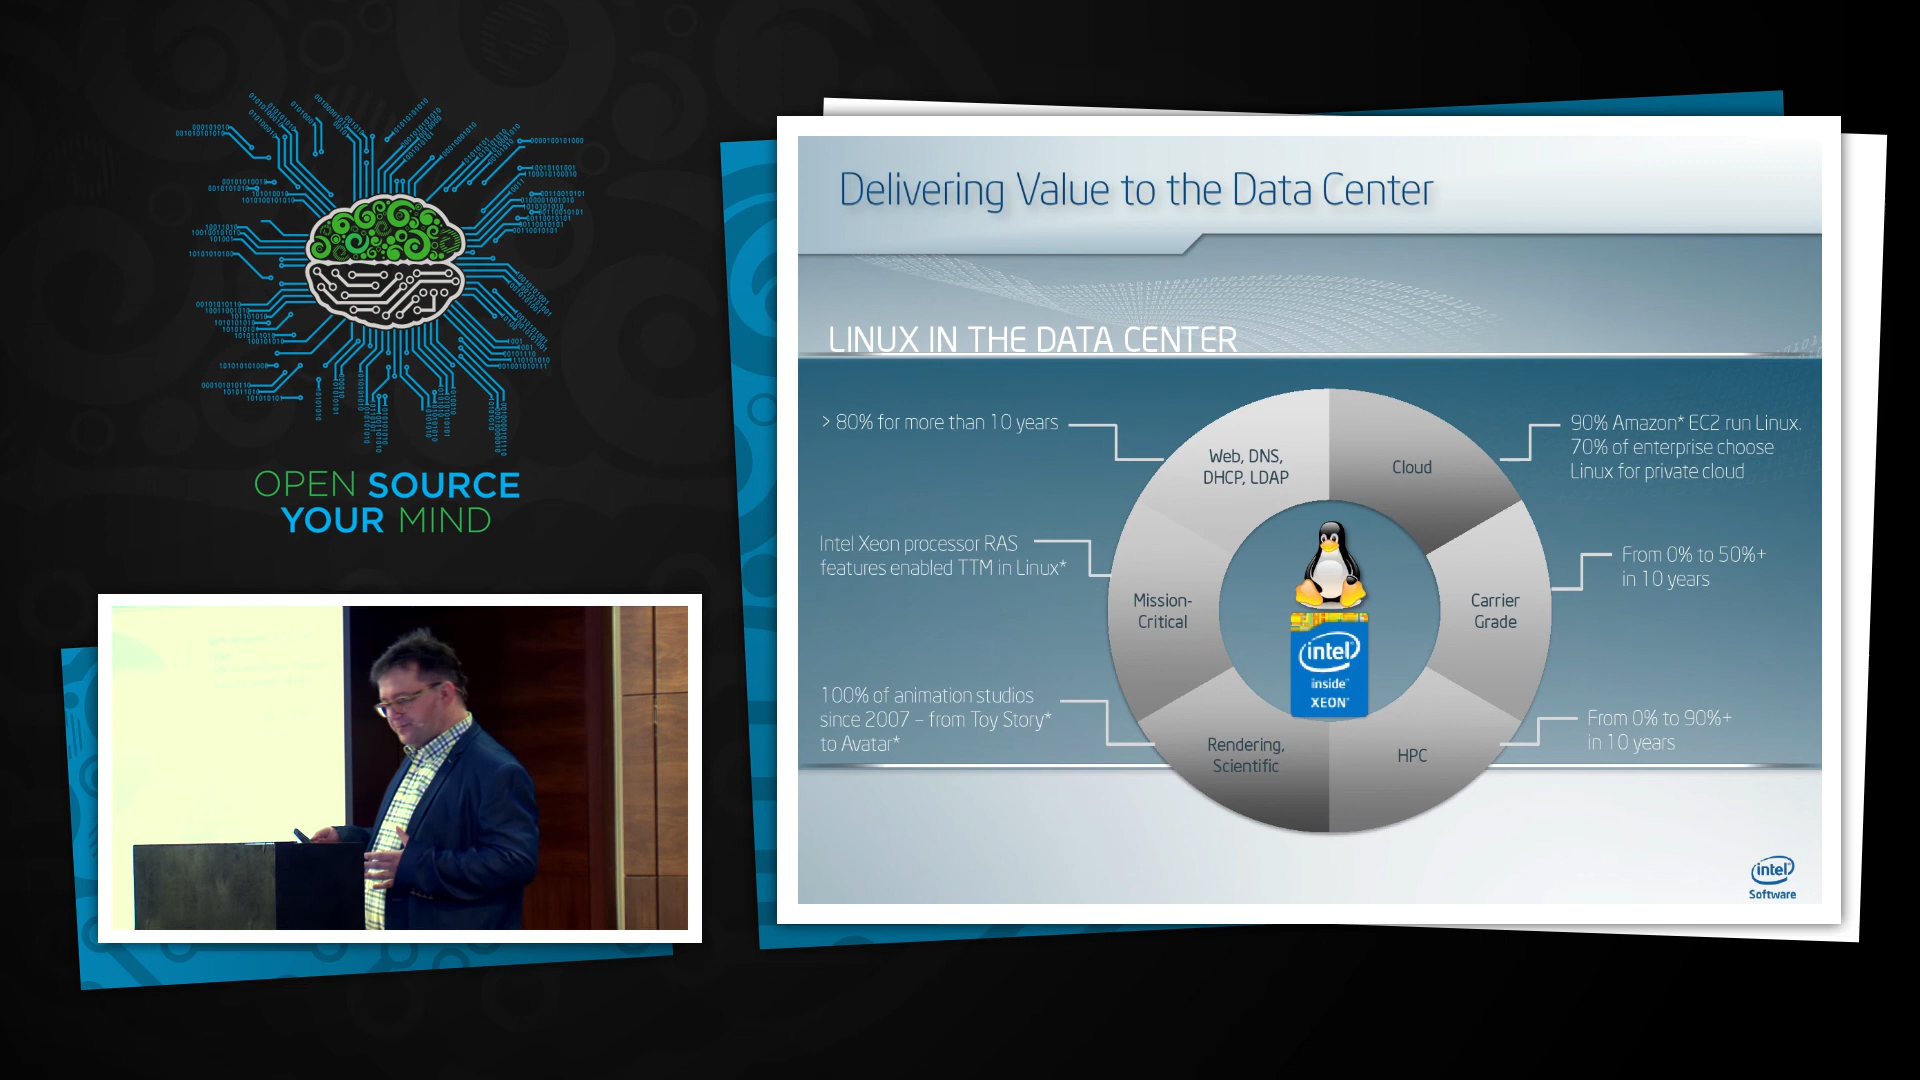 OPEN SOURCE
YOUR MIND
Delivering Value to the Data Center
LINUX IN THE DATA CENTER
> 80% for more than 10 years
Web, DNS,
DHCP, LDAP
Cloud
90% Amazon* EC2 run Linux.
70% of enterprise choose
Linux for private cloud
Intel Xeon processor RAS
features enabled TTM in Linux*
Mission-
Critical
Carrier
Grade
From 0% to 50%+
in 10 years
intel
inside™
XEON®
100% of animation studios
since 2007 – from Toy Story*
to Avatar*
Rendering,
Scientific
HPC
From 0% to 90%+
in 10 years
intel
Software